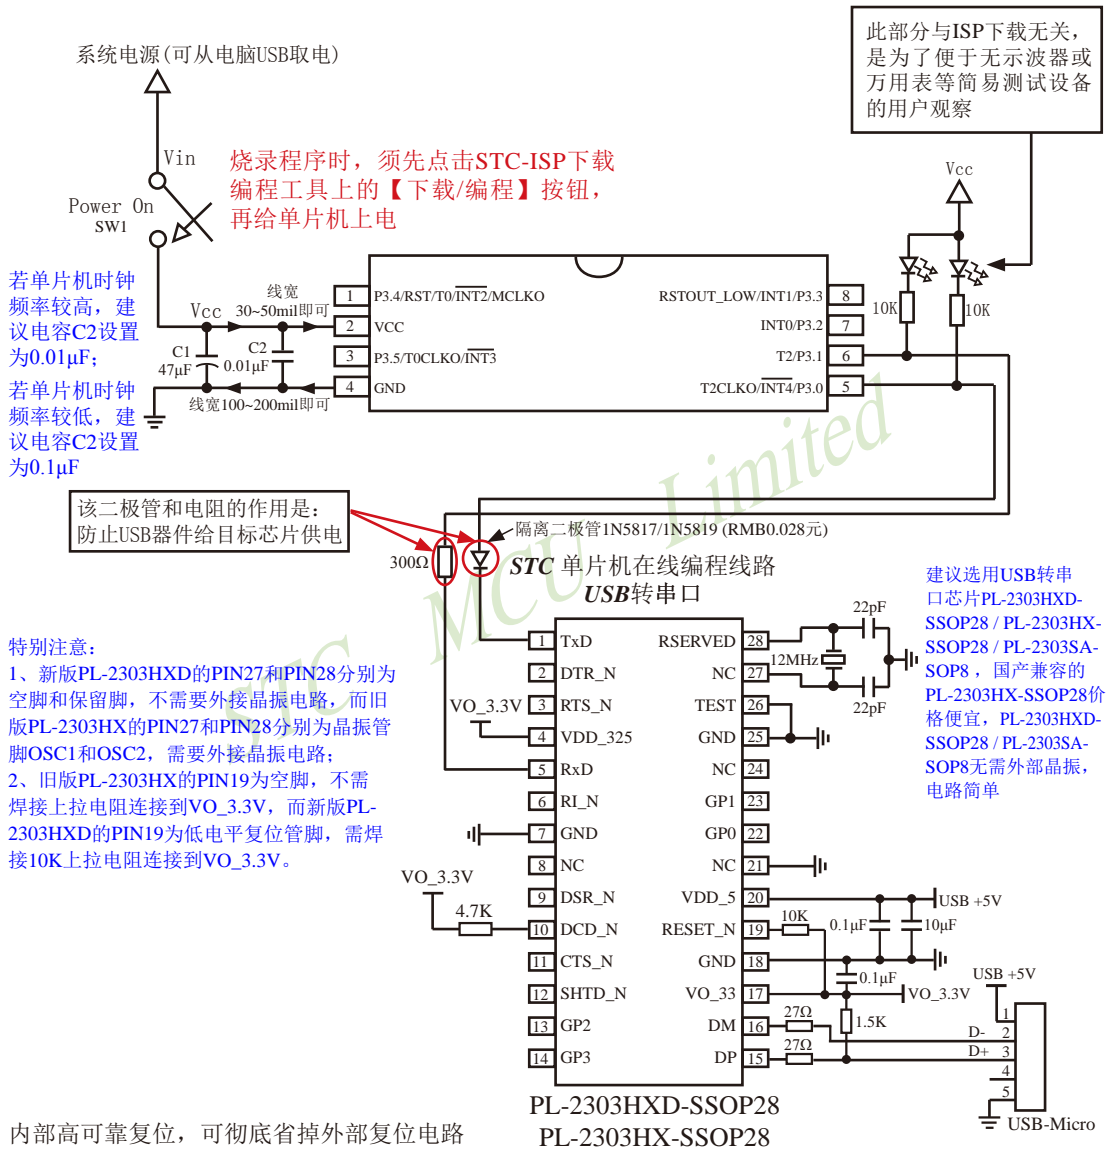 系统电源(可从电脑USB取电)
此部分与ISP下载无关，
是为了便于无示波器或
万用表等简易测试设备
的用户观察
Vin
Power On
SW1
烧录程序时，须先点击STC-ISP下载
编程工具上的【下载/编程】按钮，
再给单片机上电
Vcc
若单片机时钟
频率较高，建
议电容C2设置
为0.01μF；
若单片机时钟
频率较低，建
议电容C2设置
为0.1μF
Vcc
线宽
30~50mil即可
C1
47μF
C2
0.01μF
线宽100~200mil即可
1 P3.4/RST/T0/INT2/MCLKO
2 VCC
3 P3.5/T0CLKO/INT3
4 GND
RSTOUT_LOW/INT1/P3.3 8
INT0/P3.2 7
T2/P3.1 6
T2CLKO/INT4/P3.0 5
10K
10K
STC MCU Limited
该二极管和电阻的作用是：
防止USB器件给目标芯片供电
300Ω
隔离二极管1N5817/1N5819 (RMB0.028元)
STC 单片机在线编程线路
USB转串口
建议选用USB转串
口芯片PL-2303HXD-
SSOP28 / PL-2303HX-
SSOP28 / PL-2303SA-
SOP8 ，国产兼容的
PL-2303HX-SSOP28价
格便宜，PL-2303HXD-
SSOP28 / PL-2303SA-
SOP8无需外部晶振，
电路简单
特别注意：
1、新版PL-2303HXD的PIN27和PIN28分别为
空脚和保留脚，不需要外接晶振电路，而旧
版PL-2303HX的PIN27和PIN28分别为晶振管
脚OSC1和OSC2，需要外接晶振电路；
2、旧版PL-2303HX的PIN19为空脚，不需
焊接上拉电阻连接到VO_3.3V，而新版PL-
2303HXD的PIN19为低电平复位管脚，需焊
接10K上拉电阻连接到VO_3.3V。
VO_3.3V
VO_3.3V
4.7K
1 TxD
2 DTR_N
3 RTS_N
4 VDD_325
5 RxD
6 RI_N
7 GND
8 NC
9 DSR_N
10 DCD_N
11 CTS_N
12 SHTD_N
13 GP2
14 GP3
RSERVED 28
NC 27
TEST 26
GND 25
NC 24
GP1 23
GP0 22
NC 21
VDD_5 20
RESET_N 19
GND 18
VO_33 17
DM 16
DP 15
22pF
12MHz
22pF
USB +5V
0.1μF
10μF
10K
0.1μF
VO_3.3V
27Ω
1.5K
27Ω
USB +5V
D-
D+
1
2
3
4
5
USB-Micro
PL-2303HXD-SSOP28
PL-2303HX-SSOP28
内部高可靠复位，可彻底省掉外部复位电路